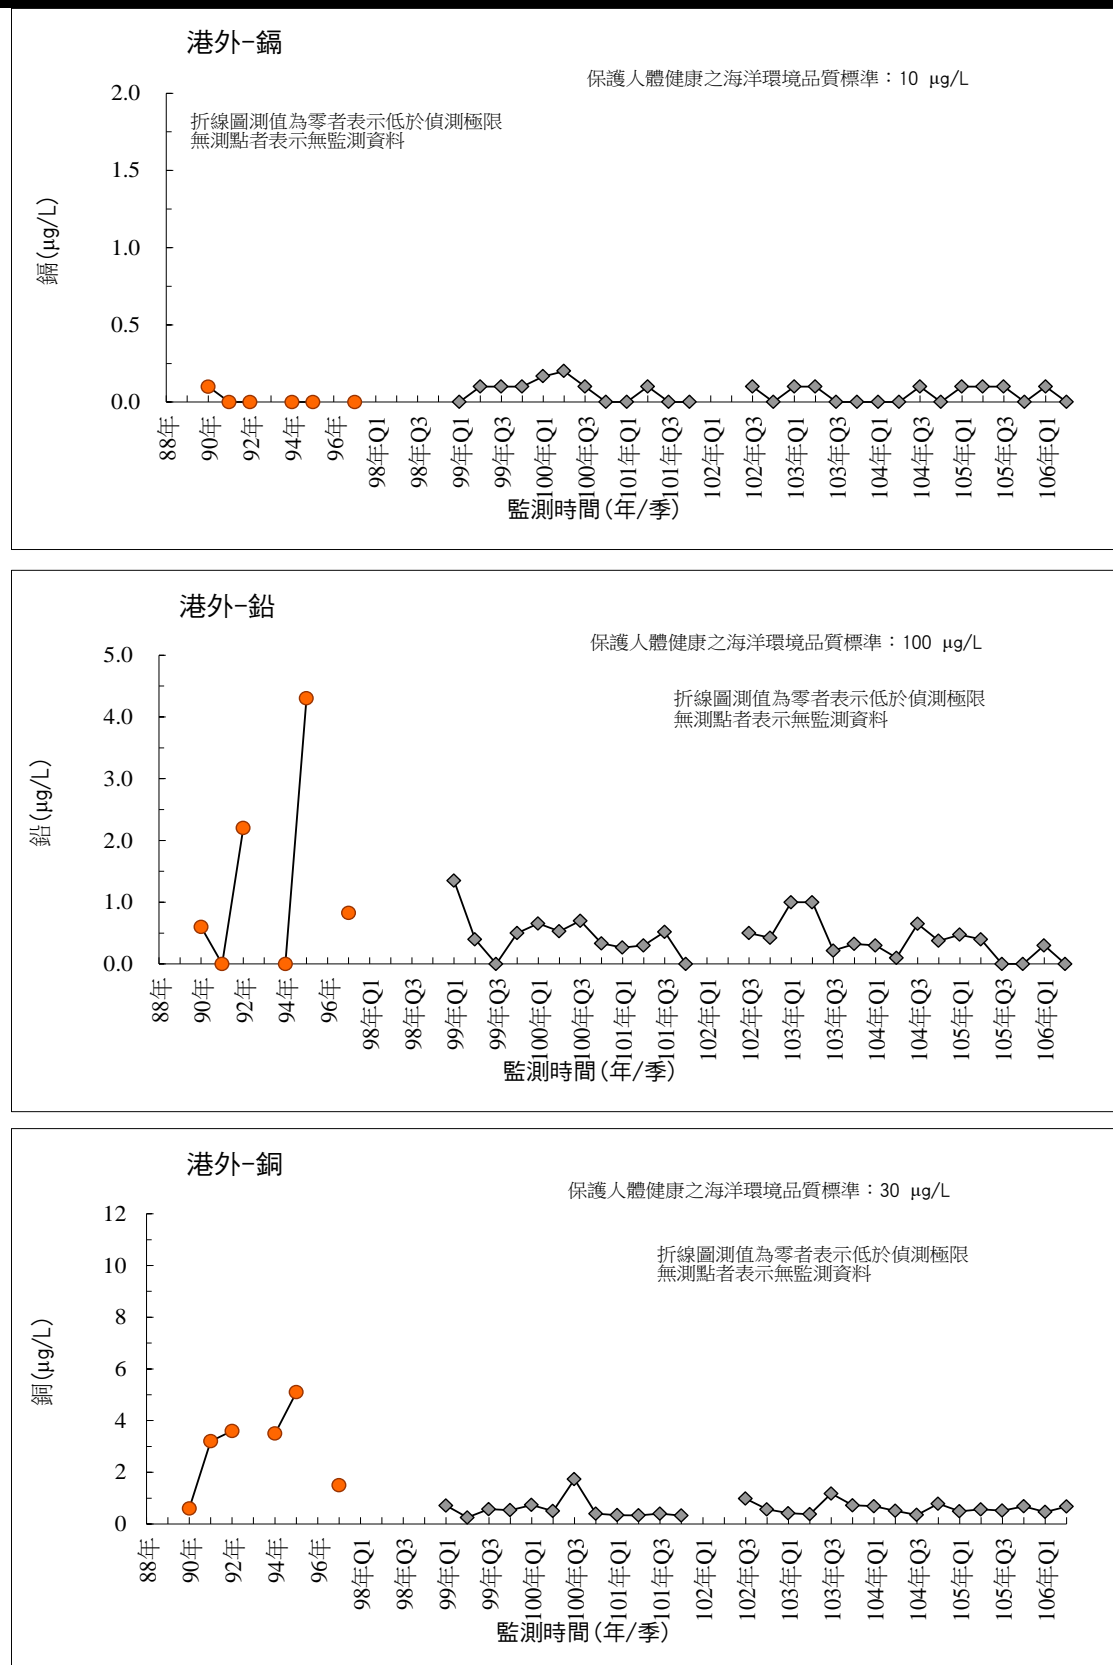 港外-鎘
保護人體健康之海洋環境品質標準：10 μg/L
折線圖測值為零者表示低於偵測極限
無測點者表示無監測資料
鎘(μg/L)
2.0
1.5
1.0
0.5
0.0
88年 90年 92年 94年 96年 98年Q1 98年Q3 99年Q1 99年Q3 100年Q1 100年Q3 101年Q1 101年Q3 102年Q1 102年Q3 103年Q1 103年Q3 104年Q1 104年Q3 105年Q1 105年Q3 106年Q1
監測時間(年/季)
港外-鉛
保護人體健康之海洋環境品質標準：100 μg/L
折線圖測值為零者表示低於偵測極限
無測點者表示無監測資料
鉛(μg/L)
5.0
4.0
3.0
2.0
1.0
0.0
88年 90年 92年 94年 96年 98年Q1 98年Q3 99年Q1 99年Q3 100年Q1 100年Q3 101年Q1 101年Q3 102年Q1 102年Q3 103年Q1 103年Q3 104年Q1 104年Q3 105年Q1 105年Q3 106年Q1
監測時間(年/季)
港外-銅
保護人體健康之海洋環境品質標準：30 μg/L
折線圖測值為零者表示低於偵測極限
無測點者表示無監測資料
銅(μg/L)
12
10
8
6
4
2
0
88年 90年 92年 94年 96年 98年Q1 98年Q3 99年Q1 99年Q3 100年Q1 100年Q3 101年Q1 101年Q3 102年Q1 102年Q3 103年Q1 103年Q3 104年Q1 104年Q3 105年Q1 105年Q3 106年Q1
監測時間(年/季)